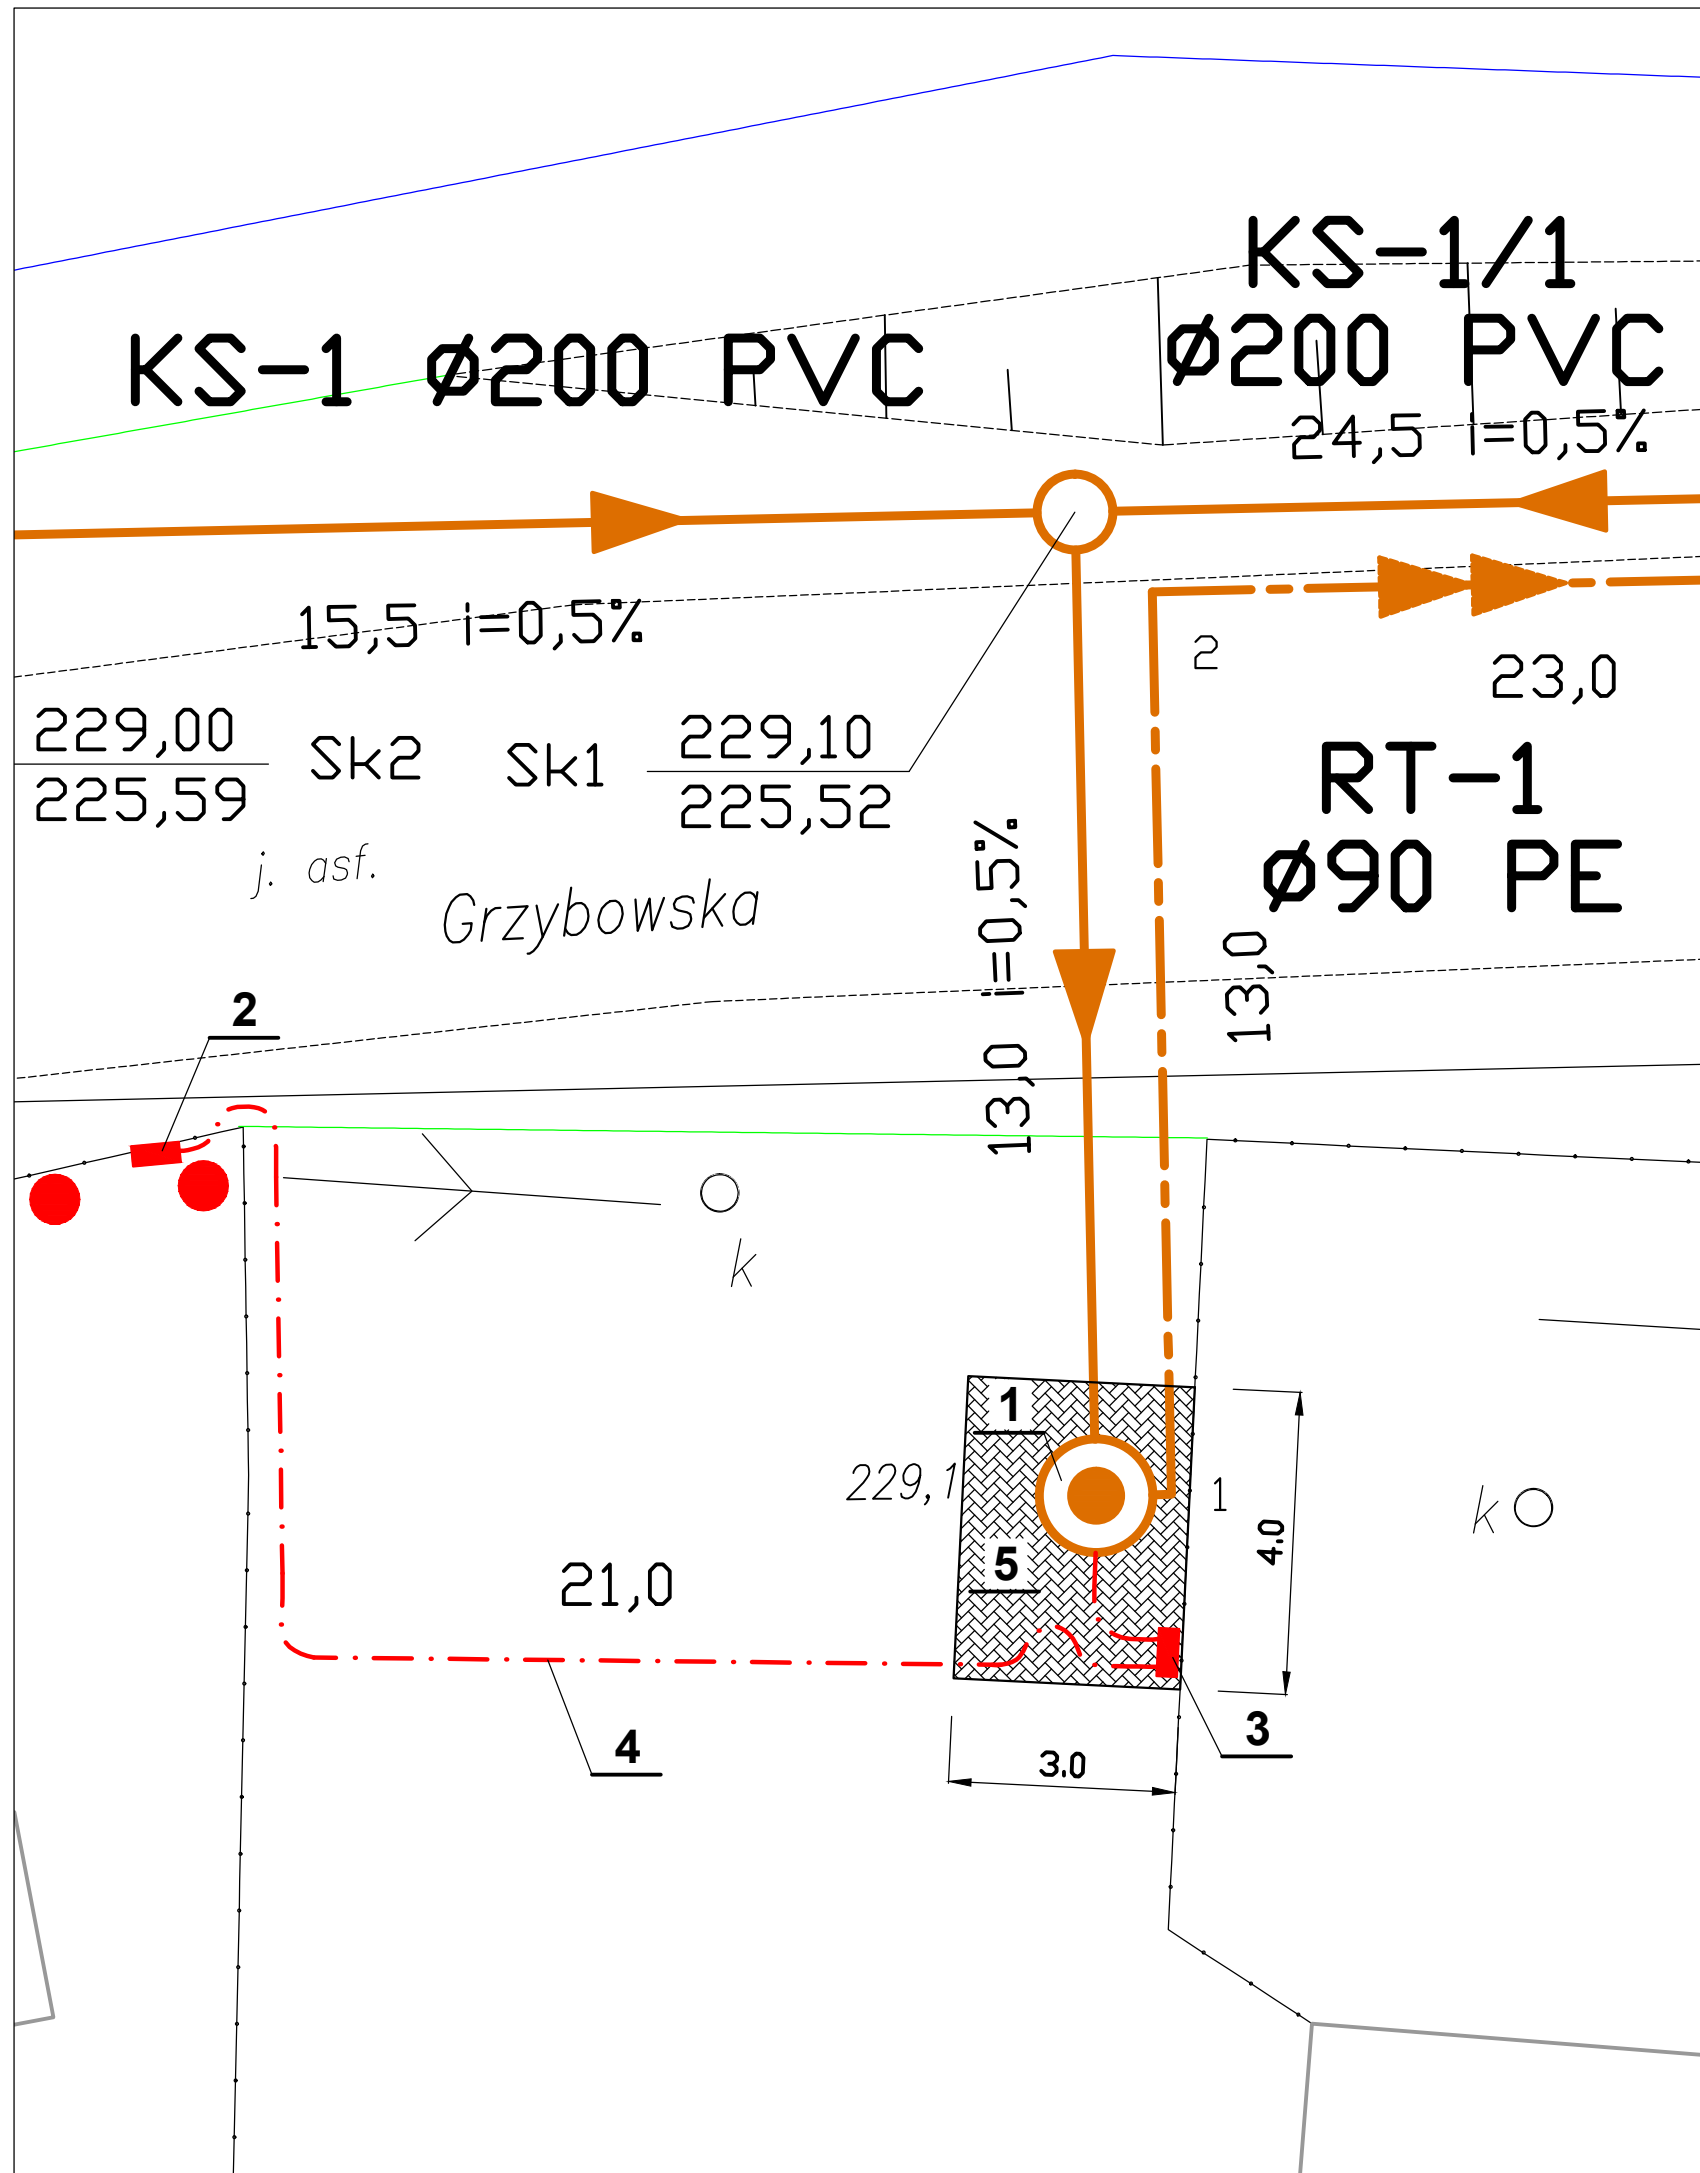 KS-1/1
KS-1 ø200 PVC
ø200 PVC
24,5 i=0,5%
15,5 i=0,5%
2
23,0
229,00
225,59
Sk2
Sk1
229,10
225,52
RT-1
ø90 PE
j. asf.
Grzybowska
13,0 i=0,5%
13,0
2
k
1
229,1
1
k
4.0
5
21,0
3
4
3.0